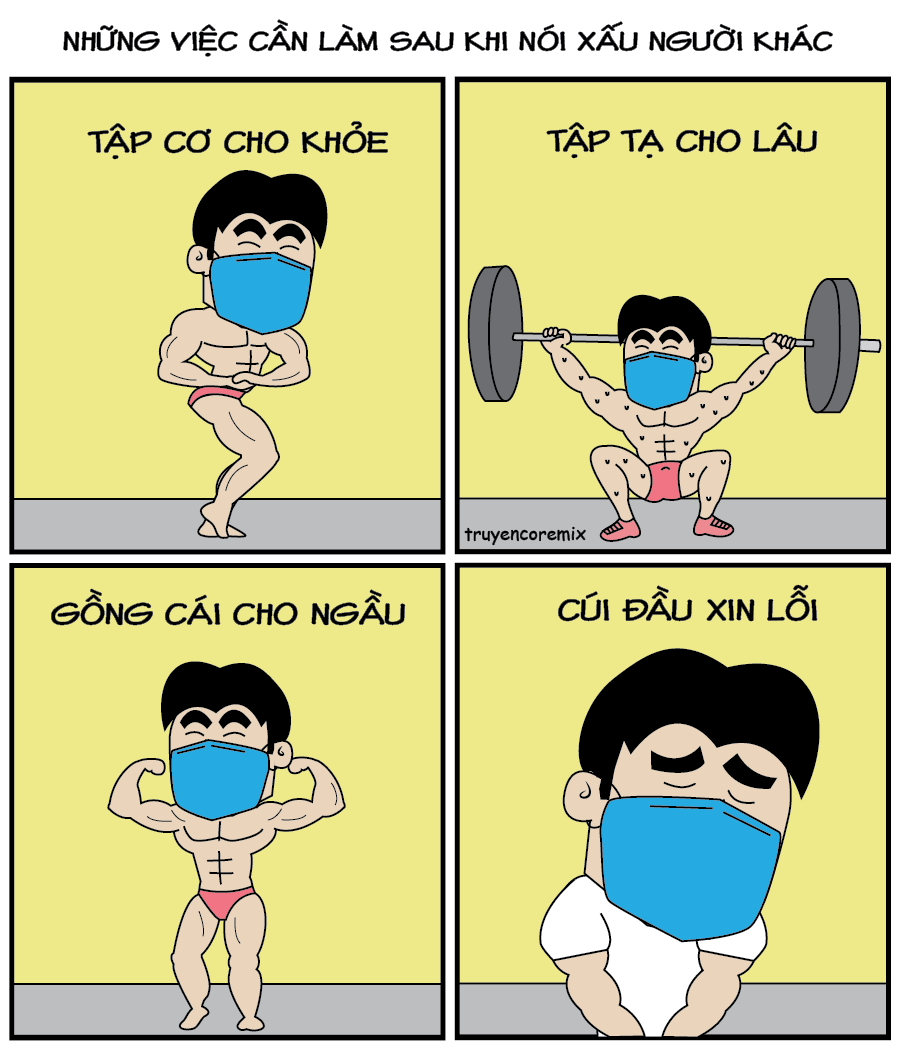 NHỮNG VIỆC CẦN LÀM SAU KHI NÓI XẤU NGƯỜI KHÁC
TẬP CƠ CHO KHỎE
TẬP TẠ CHO LÂU
truyencoremix
GỒNG CÁI CHO NGẦU
CÚI ĐẦU XIN LỖI